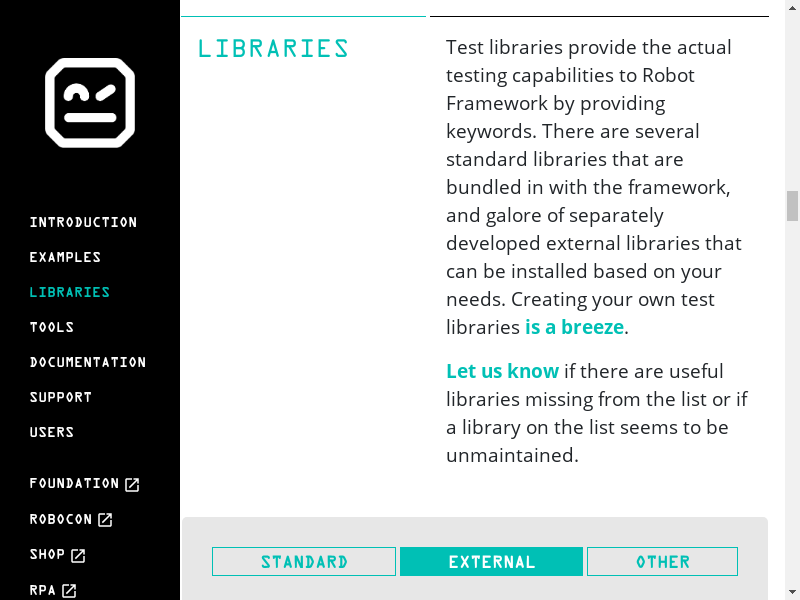 INTRODUCTION
EXAMPLES
LIBRARIES
TOOLS
DOCUMENTATION
SUPPORT
USERS
FOUNDATION
ROBOCON
SHOP
RPA
LIBRARIES
Test libraries provide the actual
testing capabilities to Robot
Framework by providing
keywords. There are several
standard libraries that are
bundled in with the framework,
and galore of separately
developed external libraries that
can be installed based on your
needs. Creating your own test
libraries is a breeze.
Let us know if there are useful
libraries missing from the list or if
a library on the list seems to be
unmaintained.
STANDARD EXTERNAL OTHER